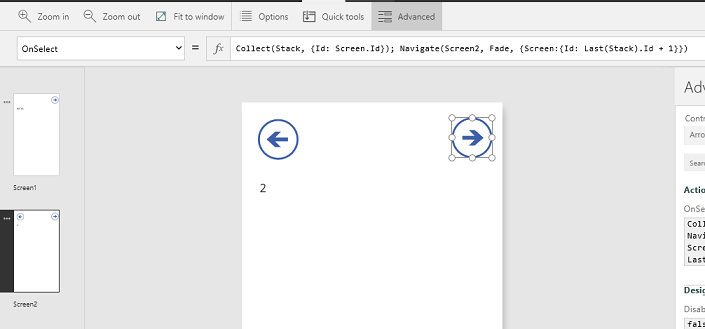 Zoom in Zoom out Fit to window Options Quick tools Advanced
OnSelect = fx Collect(Stack, {Id: Screen.Id}); Navigate(Screen2, Fade, {Screen:{Id: Last(Stack).Id + 1}})
Adv
Contr
Arro
Sear
Actio
OnSe
Coll
Navi
Scre
Last
Desig
Disab
fals
2
Screen1
Screen2